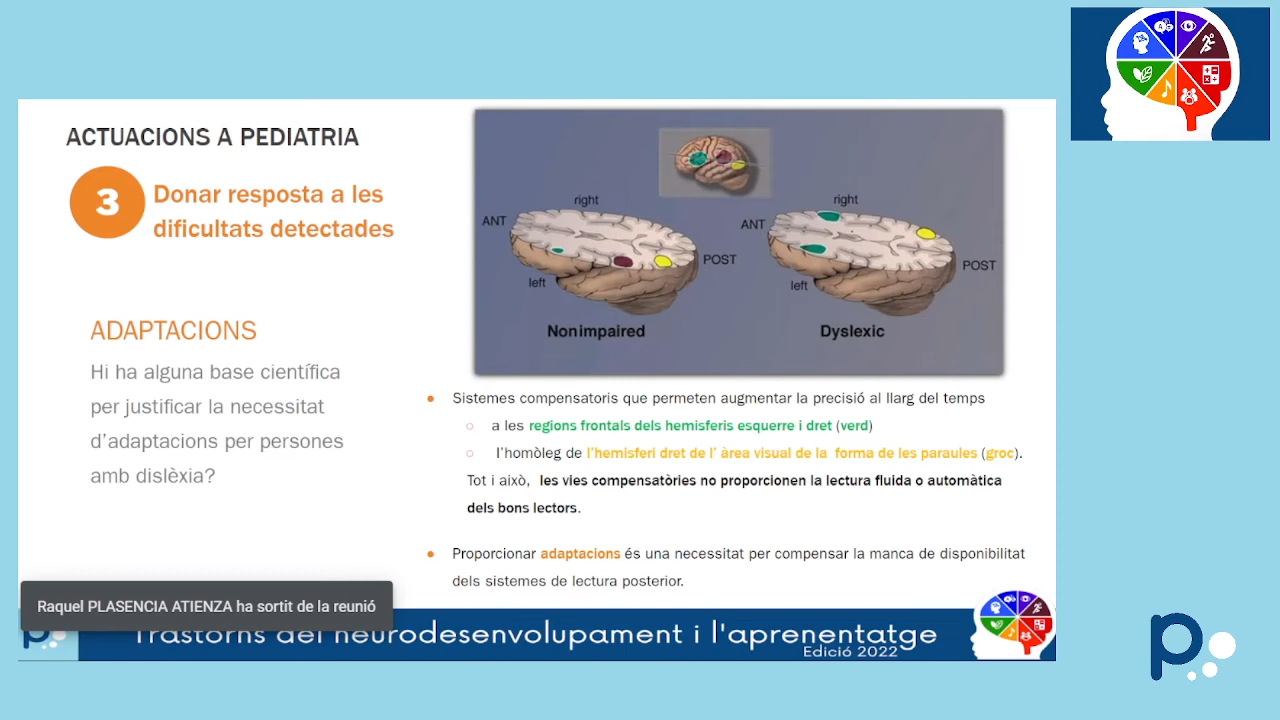 ACTUACIONS A PEDIATRIA
3
Donar resposta a les
dificultats detectades
ADAPTACIONS
Hi ha alguna base científica
per justificar la necessitat
d'adaptacions per persones
amb dislèxia?
right
ANT
POST
left
Nonimpaired
right
ANT
POST
left
Dyslexic
Sistemes compensatoris que permeten augmentar la precisió al llarg del temps
a les regions frontals dels hemisferis esquerre i dret (verd)
l'homòleg de l'hemisferi dret de l' àrea visual de la forma de les paraules (groc).
Tot i això, les vies compensatòries no proporcionen la lectura fluida o automàtica
dels bons lectors.
Proporcionar adaptacions és una necessitat per compensar la manca de disponibilitat
dels sistemes de lectura posterior.
Raquel PLASENCIA ATIENZA ha sortit de la reunió
Trastorns del neurodesenvolupament i l'aprenentatge
Edició 2022